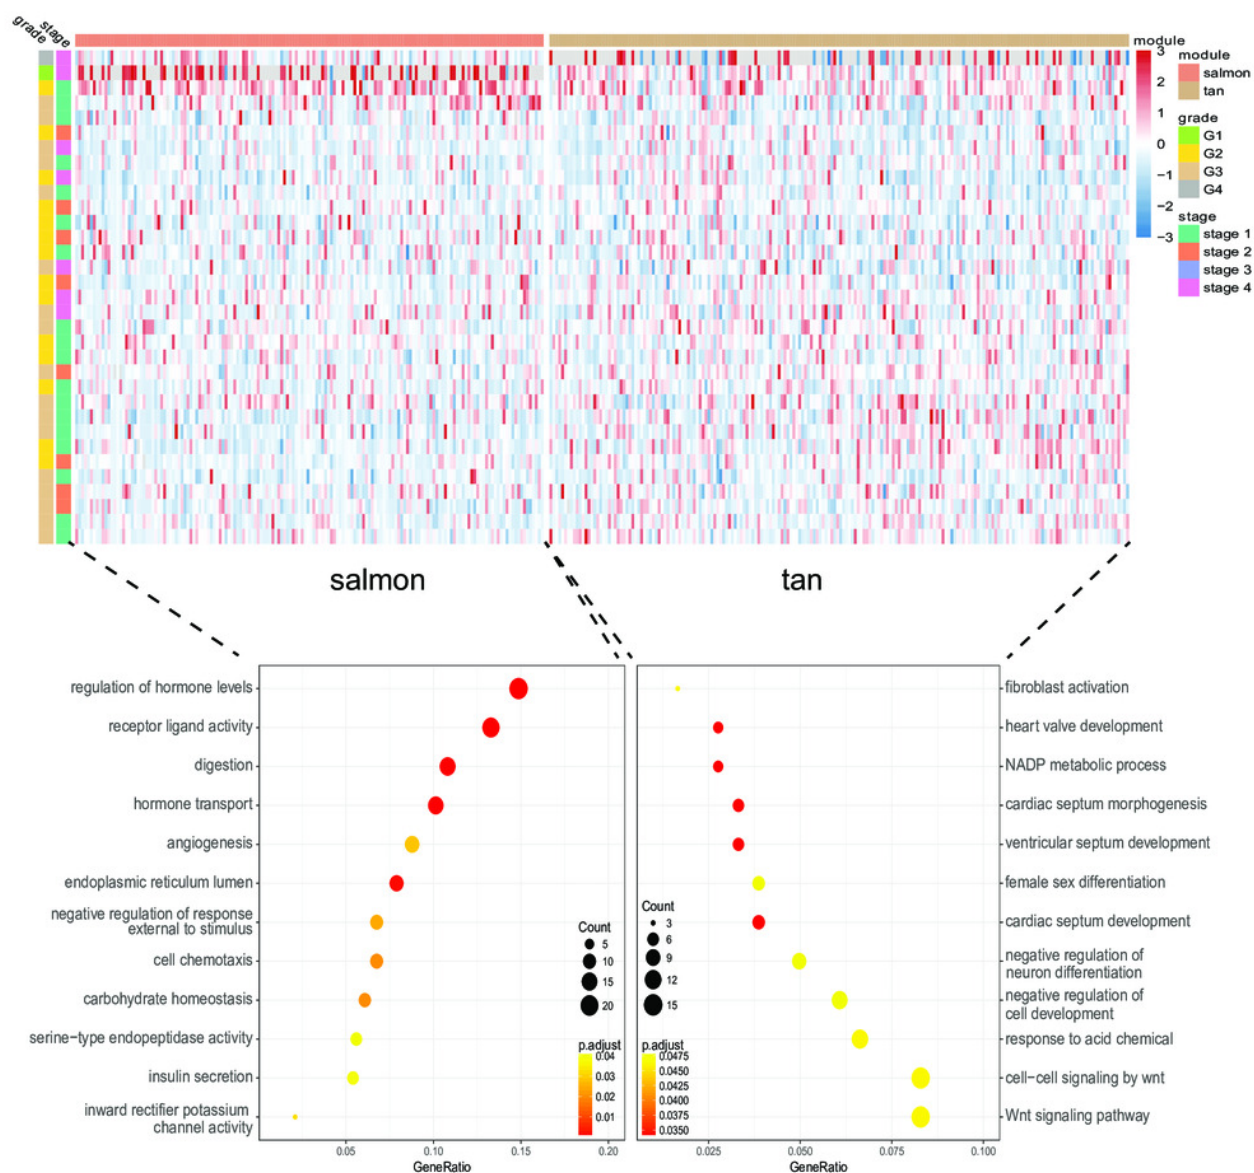 grade
stage
module
3
2
1
0
−1
−2
−3
module
salmon
tan
grade
G1
G2
G3
G4
stage
stage 1
stage 2
stage 3
stage 4
salmon
tan
regulation of hormone levels
receptor ligand activity
digestion
hormone transport
angiogenesis
endoplasmic reticulum lumen
negative regulation of response
external to stimulus
cell chemotaxis
carbohydrate homeostasis
serine−type endopeptidase activity
insulin secretion
inward rectifier potassium
channel activity
Count
5
10
15
20
p.adjust
0.04
0.03
0.02
0.01
0.05
0.10
0.15
0.20
GeneRatio
Count
3
6
9
12
15
p.adjust
0.0475
0.0450
0.0425
0.0400
0.0375
0.0350
0.025
0.050
0.075
0.100
GeneRatio
fibroblast activation
heart valve development
NADP metabolic process
cardiac septum morphogenesis
ventricular septum development
female sex differentiation
cardiac septum development
negative regulation of
neuron differentiation
negative regulation of
cell development
response to acid chemical
cell−cell signaling by wnt
Wnt signaling pathway